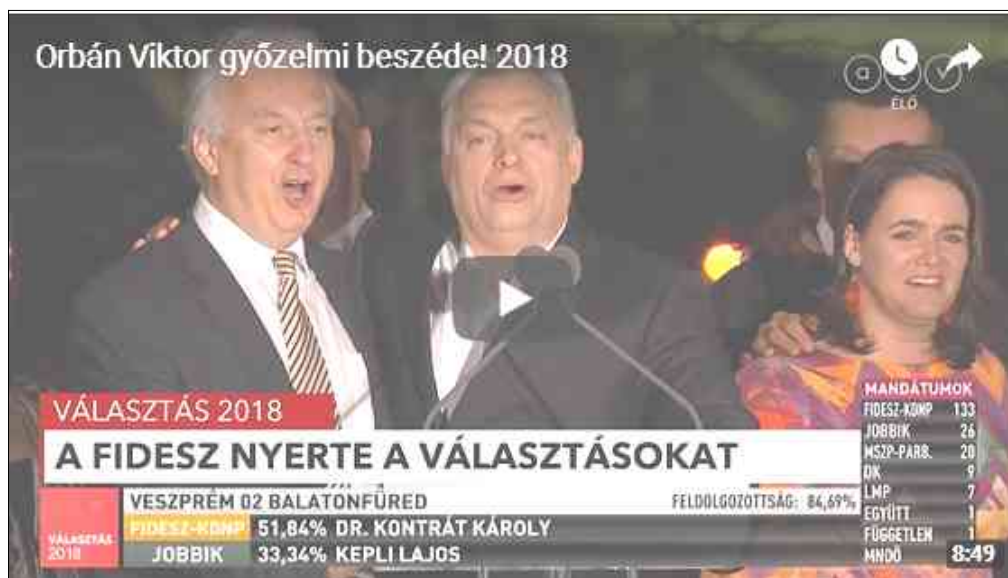 Orbán Viktor győzelmi beszéde! 2018
a t v
ÉLŐ
VÁLASZTÁS 2018
A FIDESZ NYERTE A VÁLASZTÁSOKAT
VESZPRÉM 02 BALATONFÜRED FELDOLGOZOTTSÁG: 84,69%
FIDESZ-KDNP 51,84% DR. KONTRÁT KÁROLY
JOBBIK 33,34% KEPLI LAJOS
VÁLASZTÁS
2018
MANDÁTUMOK
FIDESZ-KDNP 133
JOBBIK 26
MSZP-PÁRB. 20
DK 9
LMP 7
EGYÜTT 1
FÜGGETLEN 1
MNOÖ
8:49